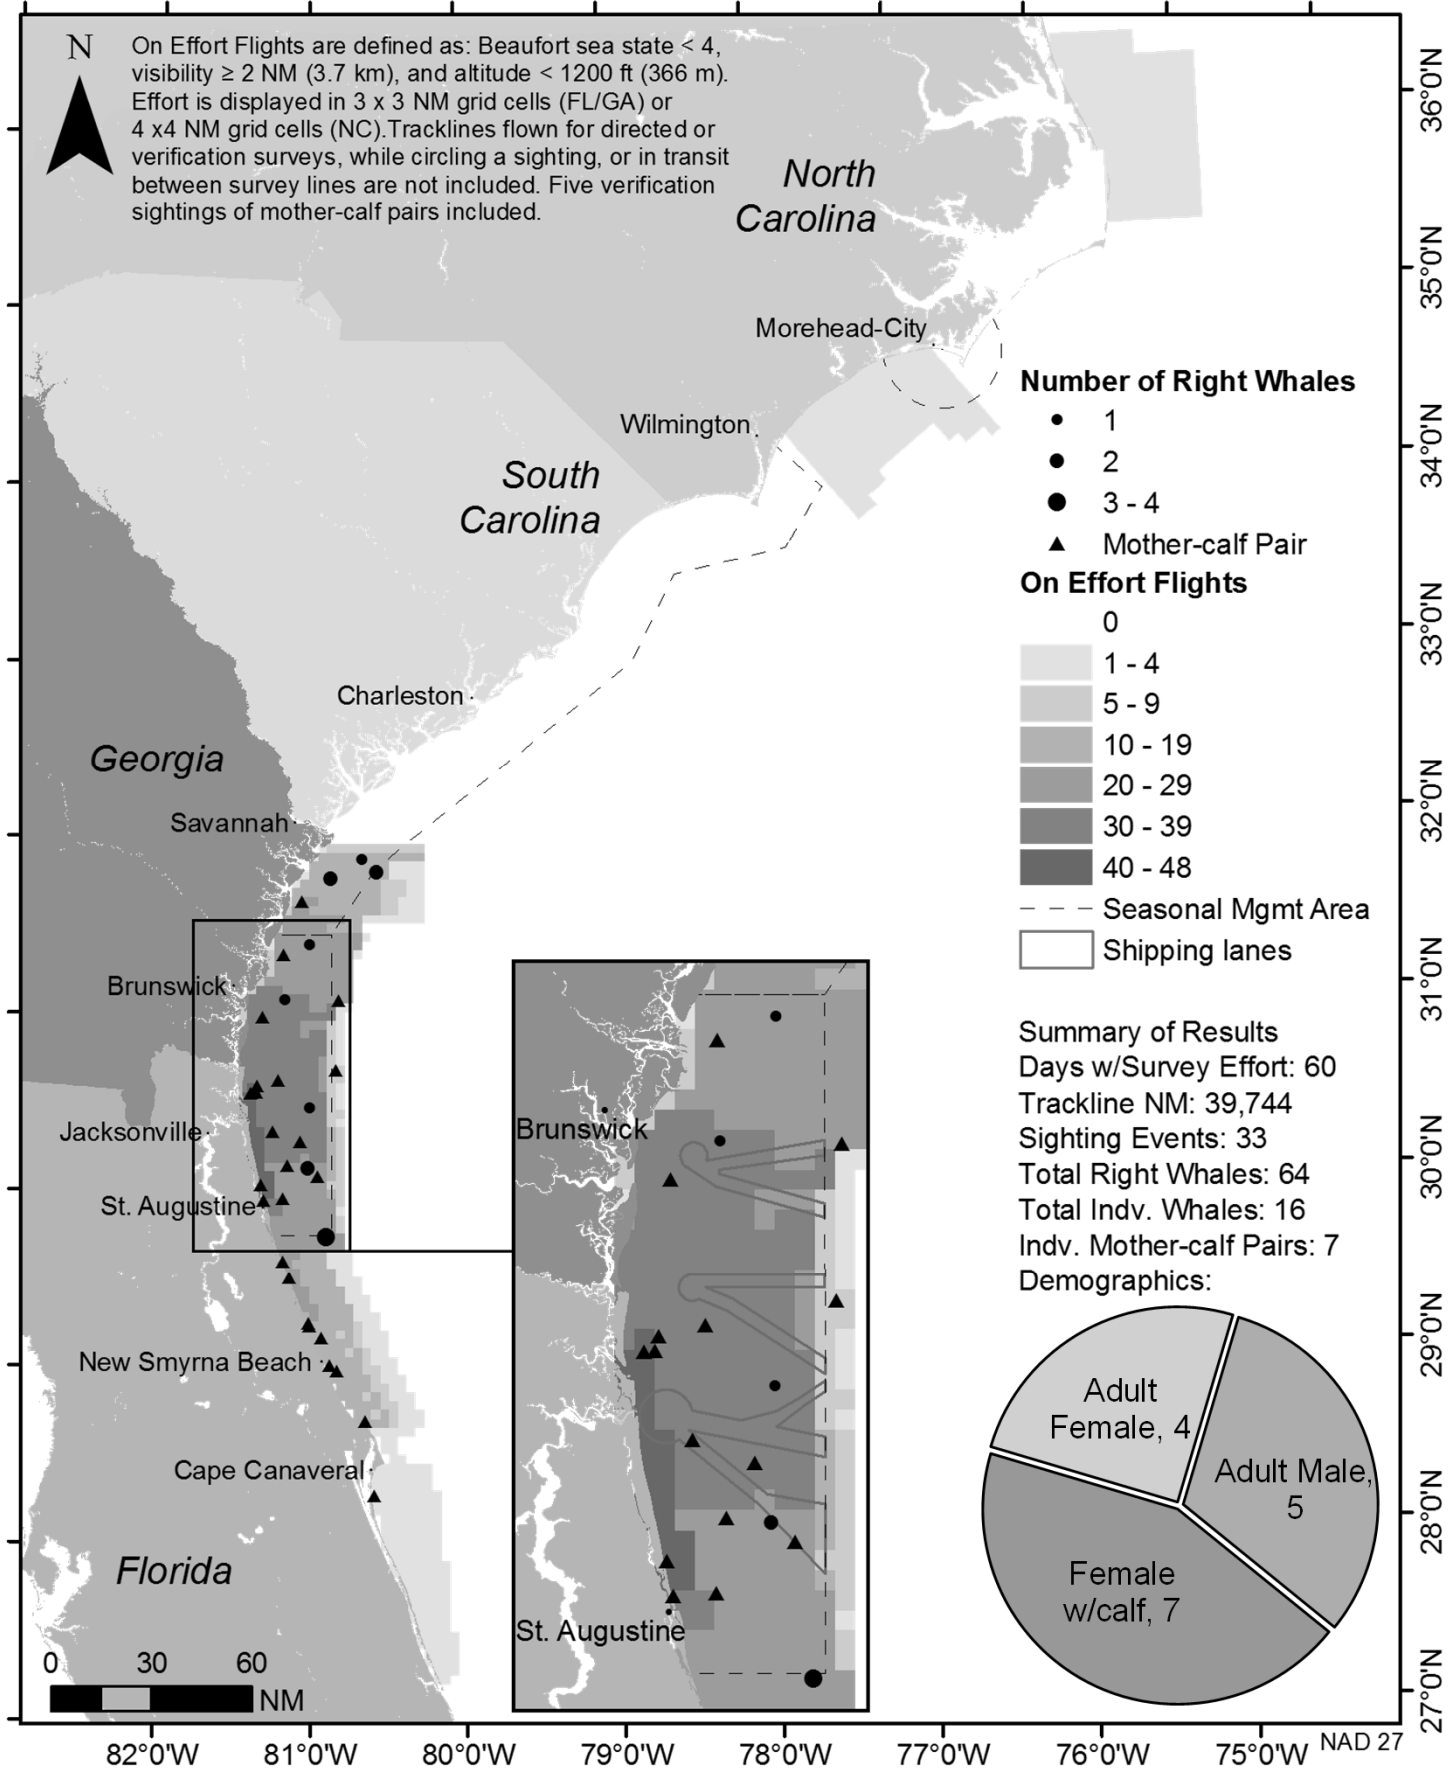 N
On Effort Flights are defined as: Beaufort sea state < 4,
visibility ≥ 2 NM (3.7 km), and altitude < 1200 ft (366 m).
Effort is displayed in 3 x 3 NM grid cells (FL/GA) or
4 x4 NM grid cells (NC).Tracklines flown for directed or
verification surveys, while circling a sighting, or in transit
between survey lines are not included. Five verification
sightings of mother-calf pairs included.
North
Carolina
Morehead-City
Wilmington
South
Carolina
Charleston
Georgia
Savannah
Brunswick
Jacksonville
St. Augustine
New Smyrna Beach
Cape Canaveral
Florida
0 30 60
NM
Brunswick
St. Augustine
Number of Right Whales
1
2
3 - 4
Mother-calf Pair
On Effort Flights
0
1 - 4
5 - 9
10 - 19
20 - 29
30 - 39
40 - 48
Seasonal Mgmt Area
Shipping lanes
Summary of Results
Days w/Survey Effort: 60
Trackline NM: 39,744
Sighting Events: 33
Total Right Whales: 64
Total Indv. Whales: 16
Indv. Mother-calf Pairs: 7
Demographics:
Adult
Female, 4
Adult Male,
5
Female
w/calf, 7
36°0'N
35°0'N
34°0'N
33°0'N
32°0'N
31°0'N
30°0'N
29°0'N
28°0'N
27°0'N
82°0'W 81°0'W 80°0'W 79°0'W 78°0'W 77°0'W 76°0'W 75°0'W
NAD 27